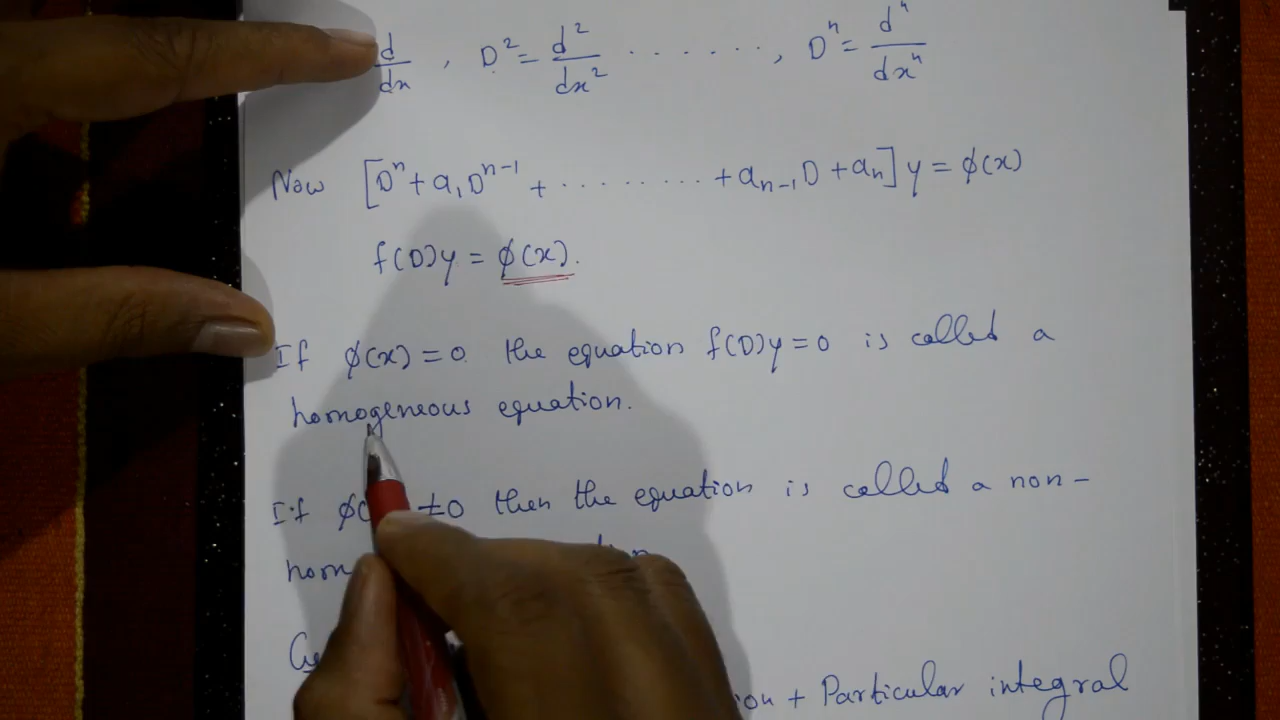 d/dx , D² = d²/dx² ........, Dⁿ = dⁿ/dxⁿ
Now [Dⁿ + a₁Dⁿ⁻¹ + ......... + aₙ₋₁D + aₙ] y = ϕ(x)
f(D)y = ϕ(x).
If ϕ(x) = 0 the equation f(D)y = 0 is called a
homogeneous equation.
If ≠0 then the equation is called a non-
+ Particular integral